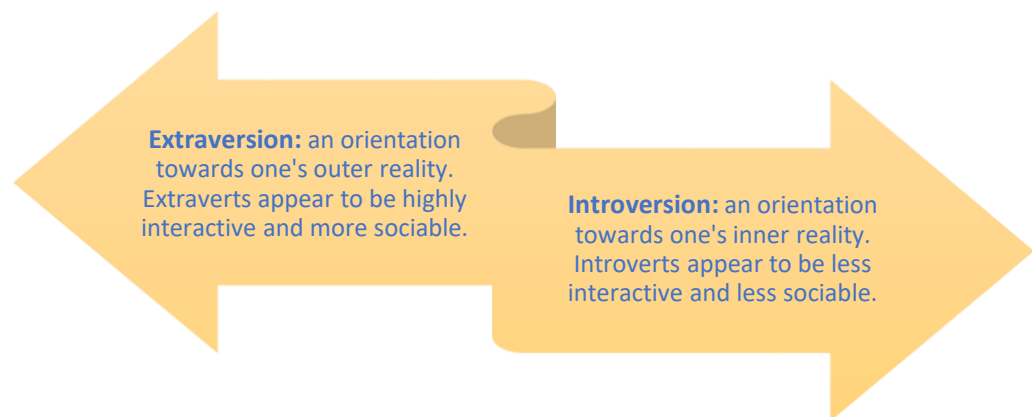 Extraversion: an orientation
towards one's outer reality.
Extraverts appear to be highly
interactive and more sociable.
Introversion: an orientation
towards one's inner reality.
Introverts appear to be less
interactive and less sociable.